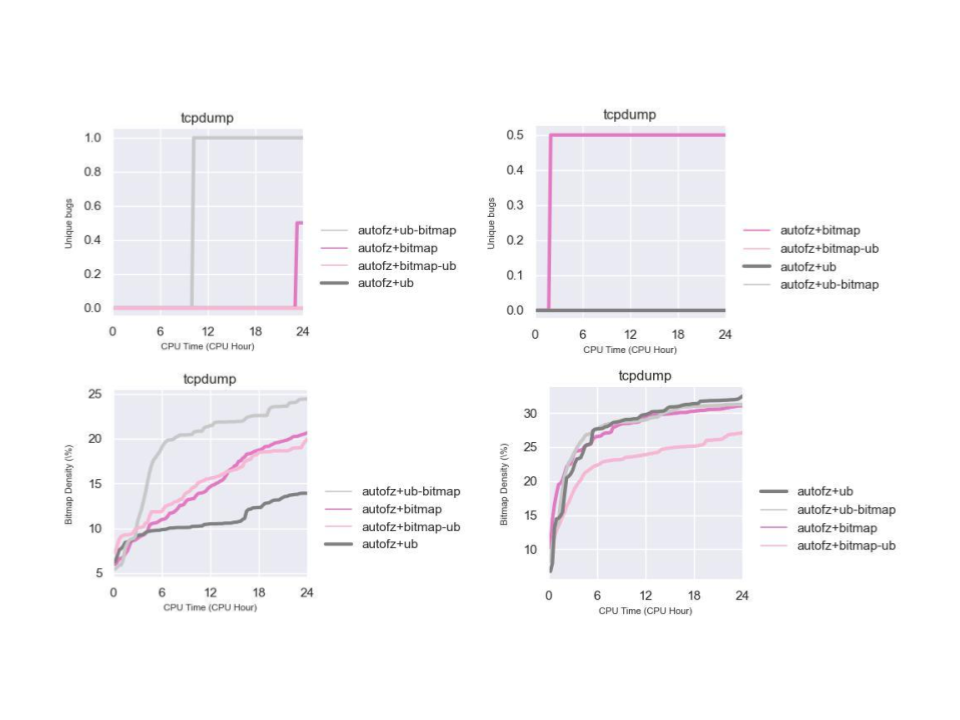 tcpdump
1.0
0.8
0.6
0.4
0.2
0.0
Unique bugs
0 6 12 18 24
CPU Time (CPU Hour)
autofz+ub-bitmap
autofz+bitmap
autofz+bitmap-ub
autofz+ub
tcpdump
0.5
0.4
0.3
0.2
0.1
0.0
Unique bugs
0 6 12 18 24
CPU Time (CPU Hour)
autofz+bitmap
autofz+bitmap-ub
autofz+ub
autofz+ub-bitmap
tcpdump
25
20
15
10
5
Bitmap Density (\%)
0 6 12 18 24
CPU Time (CPU Hour)
autofz+ub-bitmap
autofz+bitmap
autofz+bitmap-ub
autofz+ub
tcpdump
30
25
20
15
10
Bitmap Density (\%)
0 6 12 18 24
CPU Time (CPU Hour)
autofz+ub
autofz+ub-bitmap
autofz+bitmap
autofz+bitmap-ub